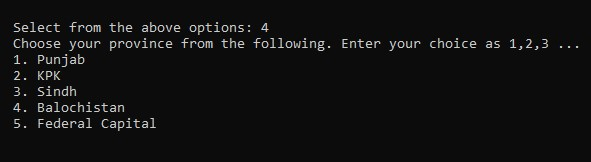 Select from the above options: 4
Choose your province from the following. Enter your choice as 1,2,3 ...
1. Punjab
2. KPK
3. Sindh
4. Balochistan
5. Federal Capital